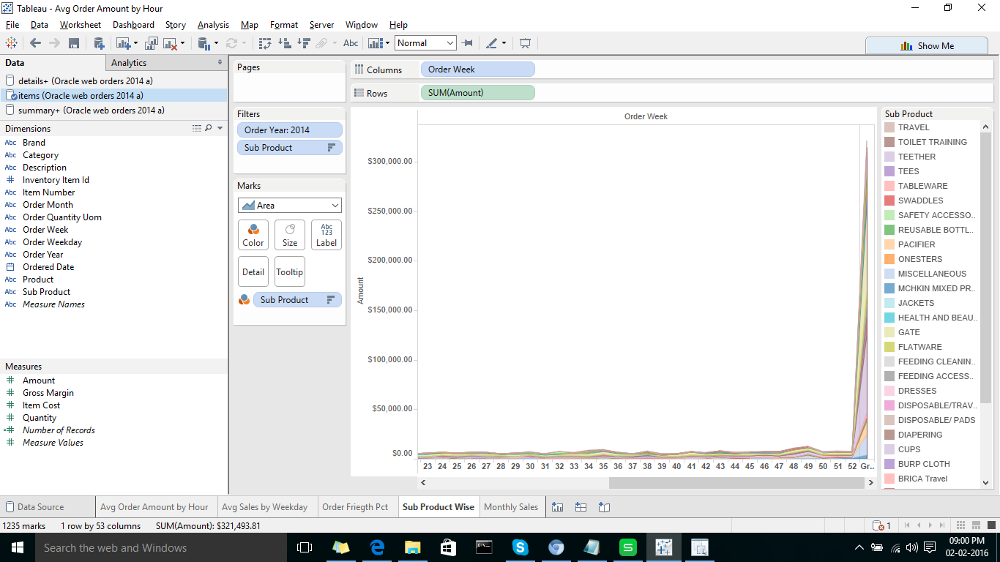 Tableau - Avg Order Amount by Hour
File Data Worksheet Dashboard Story Analysis Map Format Server Window Help
Abc Normal Show Me
Data Analytics
details+ (Oracle web orders 2014 a)
items (Oracle web orders 2014 a)
summary+ (Oracle web orders 2014 a)
Dimensions
Abc Brand
Abc Category
Abc Description
# Inventory Item Id
Abc Item Number
Abc Order Month
Abc Order Quantity Uom
Abc Order Week
Abc Order Weekday
Abc Order Year
Ordered Date
Abc Product
Abc Sub Product
Abc Measure Names
Measures
# Amount
# Gross Margin
# Item Cost
# Quantity
=# Number of Records
# Measure Values
Pages
Filters
Order Year: 2014
Sub Product
Marks
Area
Color Size Abc 123 Label
Detail Tooltip
Sub Product
Columns Order Week
Rows SUM(Amount)
Order Week
Amount
$300,000.00
$250,000.00
$200,000.00
$150,000.00
$100,000.00
$50,000.00
$0.00
23 24 25 26 27 28 29 30 31 32 33 34 35 36 37 38 39 40 41 42 43 44 45 46 47 48 49 50 51 52 Gr..
Sub Product
TRAVEL
TOILET TRAINING
TEETHER
TEES
TABLEWARE
SWADDLES
SAFETY ACCESSO..
REUSABLE BOTTL..
PACIFIER
ONESTERS
MISCELLANEOUS
MCHKIN MIXED PR..
JACKETS
HEALTH AND BEAU..
GATE
FLATWARE
FEEDING CLEANIN..
FEEDING ACCESS..
DRESSES
DISPOSABLE/TRAV..
DISPOSABLE/ PADS
DIAPERING
CUPS
BURP CLOTH
BRICA Travel
Data Source Avg Order Amount by Hour Avg Sales by Weekday Order Friegth Pct Sub Product Wise Monthly Sales
1235 marks 1 row by 53 columns SUM(Amount): $321,493.81 1
Search the web and Windows
09:00 PM
02-02-2016